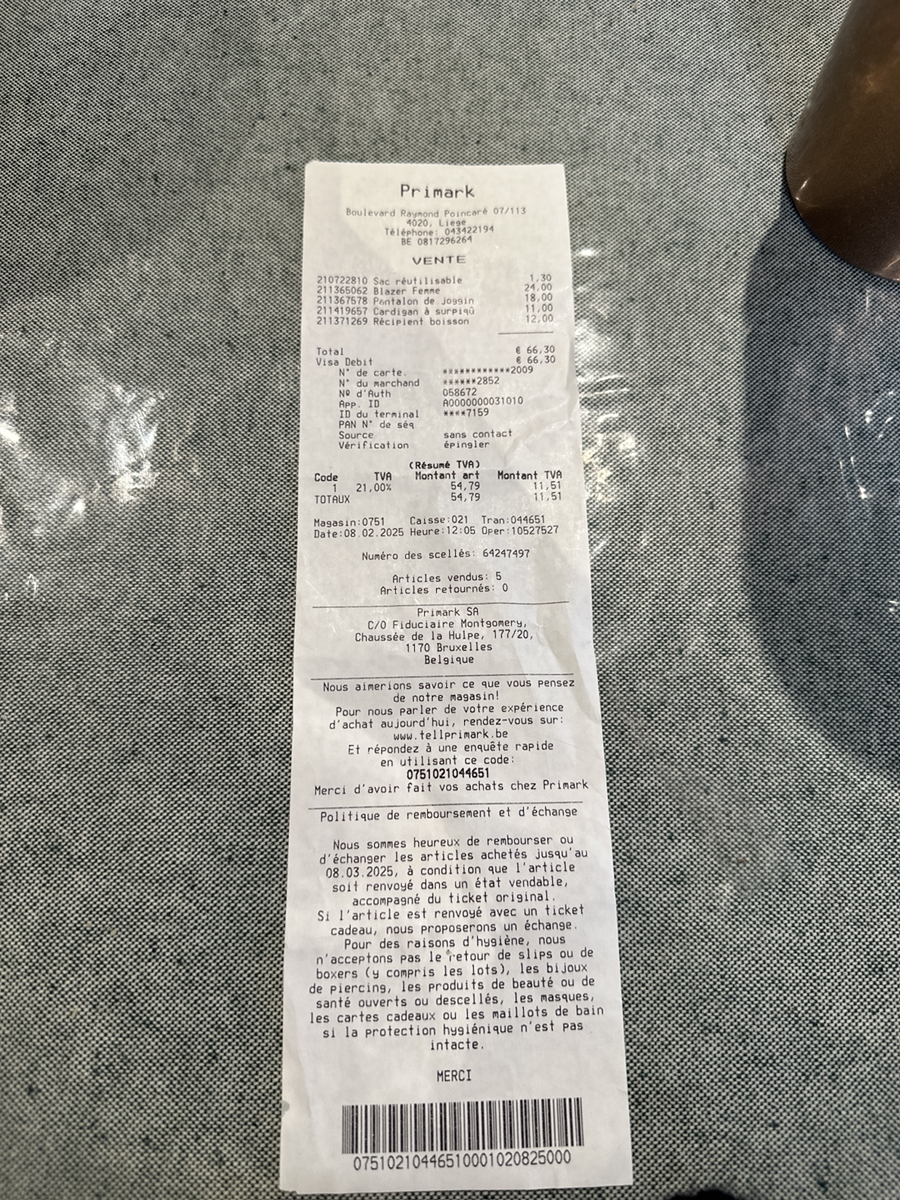 Primark
Boulevard Raymond Poincaré 07/113
4020, Liege
Téléphone: 043422194
BE 0817296264
VENTE
210722810 Sac réutilisable 1,30
211365062 Blazer Femme 24,00
211367578 Pantalon de joggin 18,00
211419657 Cardigan à surpiqû 11,00
211371269 Récipient boisson 12,00
Total € 66,30
Visa Debit € 66,30
N° de carte. ************2009
N° du marchand ******2852
Nº d'Auth 058672
App. ID A0000000031010
ID du terminal ****7159
PAN N° de séq
Source sans contact
Vérification épingler
(Résumé TVA)
Code TVA Montant art Montant TVA
1 21,00% 54,79 11,51
TOTAUX 54,79 11,51
Magasin:0751 Caisse:021 Tran:044651
Date:08.02.2025 Heure:12:05 Oper:10527527
Numéro des scellés: 64247497
Articles vendus: 5
Articles retournés: 0
Primark SA
C/O Fiduciaire Montgomery,
Chaussée de la Hulpe, 177/20,
1170 Bruxelles
Belgique
Nous aimerions savoir ce que vous pensez
de notre magasin!
Pour nous parler de votre expérience
d'achat aujourd'hui, rendez-vous sur:
www.tellprimark.be
Et répondez à une enquête rapide
en utilisant ce code:
0751021044651
Merci d'avoir fait vos achats chez Primark
Politique de remboursement et d'échange
Nous sommes heureux de rembourser ou
d'échanger les articles achetés jusqu'au
08.03.2025, à condition que l'article
soit renvoyé dans un état vendable,
accompagné du ticket original.
Si l'article est renvoyé avec un ticket
cadeau, nous proposerons un échange.
Pour des raisons d'hygiène, nous
n'acceptons pas le retour de slips ou de
boxers (y compris les lots), les bijoux
de piercing, les produits de beauté ou de
santé ouverts ou descellés, les masques,
les cartes cadeaux ou les maillots de bain
si la protection hygiénique n'est pas
intacte.
MERCI
07510210446510001020825000